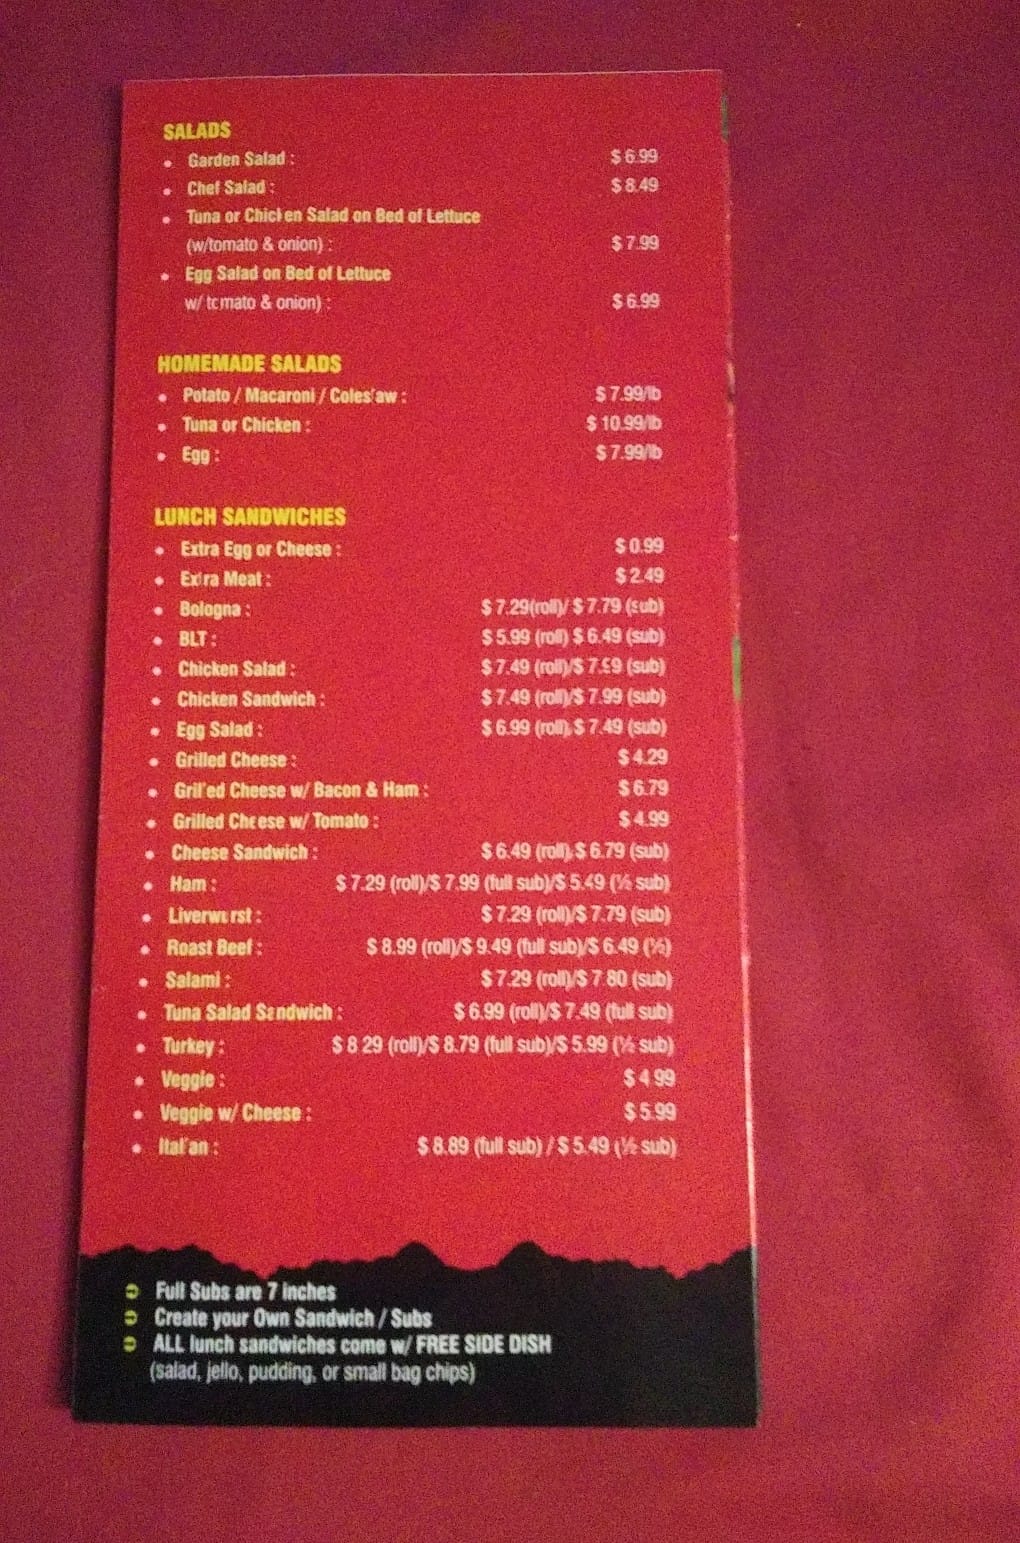 SALADS
• Garden Salad : $ 6.99
• Chef Salad : $ 8.49
• Tuna or Chicken Salad on Bed of Lettuce
(w/tomato & onion) : $ 7.99
• Egg Salad on Bed of Lettuce
w/ tomato & onion) : $ 6.99
HOMEMADE SALADS
• Potato / Macaroni / Coleslaw : $ 7.99/lb
• Tuna or Chicken : $ 10.99/lb
• Egg : $ 7.99/lb
LUNCH SANDWICHES
• Extra Egg or Cheese : $ 0.99
• Extra Meat : $ 2.49
• Bologna : $ 7.29(roll)/ $ 7.79 (sub)
• BLT : $ 5.99 (roll) $ 6.49 (sub)
• Chicken Salad : $ 7.49 (roll)/$ 7.99 (sub)
• Chicken Sandwich : $ 7.49 (roll)/$ 7.99 (sub)
• Egg Salad : $ 6.99 (roll), $ 7.49 (sub)
• Grilled Cheese : $ 4.29
• Grilled Cheese w/ Bacon & Ham : $ 6.79
• Grilled Cheese w/ Tomato : $ 4.99
• Cheese Sandwich : $ 6.49 (roll), $ 6.79 (sub)
• Ham : $ 7.29 (roll)/$ 7.99 (full sub)/$ 5.49 (½ sub)
• Liverwurst : $ 7.29 (roll)/$ 7.79 (sub)
• Roast Beef : $ 8.99 (roll)/$ 9.49 (full sub)/$ 6.49 (½)
• Salami : $ 7.29 (roll)/$ 7.80 (sub)
• Tuna Salad Sandwich : $ 6.99 (roll)/$ 7.49 (full sub)
• Turkey : $ 8.29 (roll)/$ 8.79 (full sub)/$ 5.99 (½ sub)
• Veggie : $ 4.99
• Veggie w/ Cheese : $ 5.99
• Italian : $ 8.89 (full sub) / $ 5.49 (½ sub)
Full Subs are 7 inches
Create your Own Sandwich / Subs
ALL lunch sandwiches come w/ FREE SIDE DISH
(salad, jello, pudding, or small bag chips)